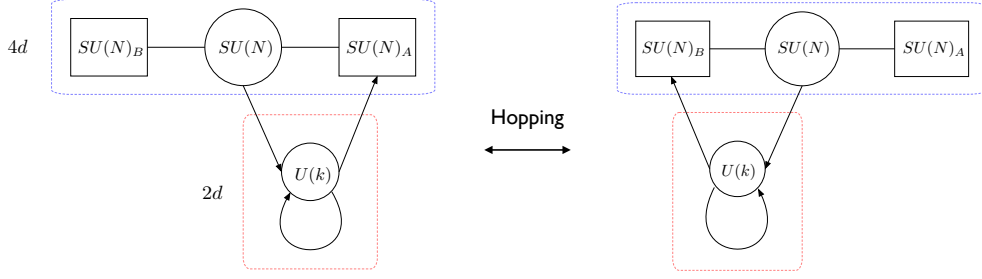 4d
SU(N)_B
SU(N)
SU(N)_A
U(k)
2d
Hopping
SU(N)_B
SU(N)
SU(N)_A
U(k)